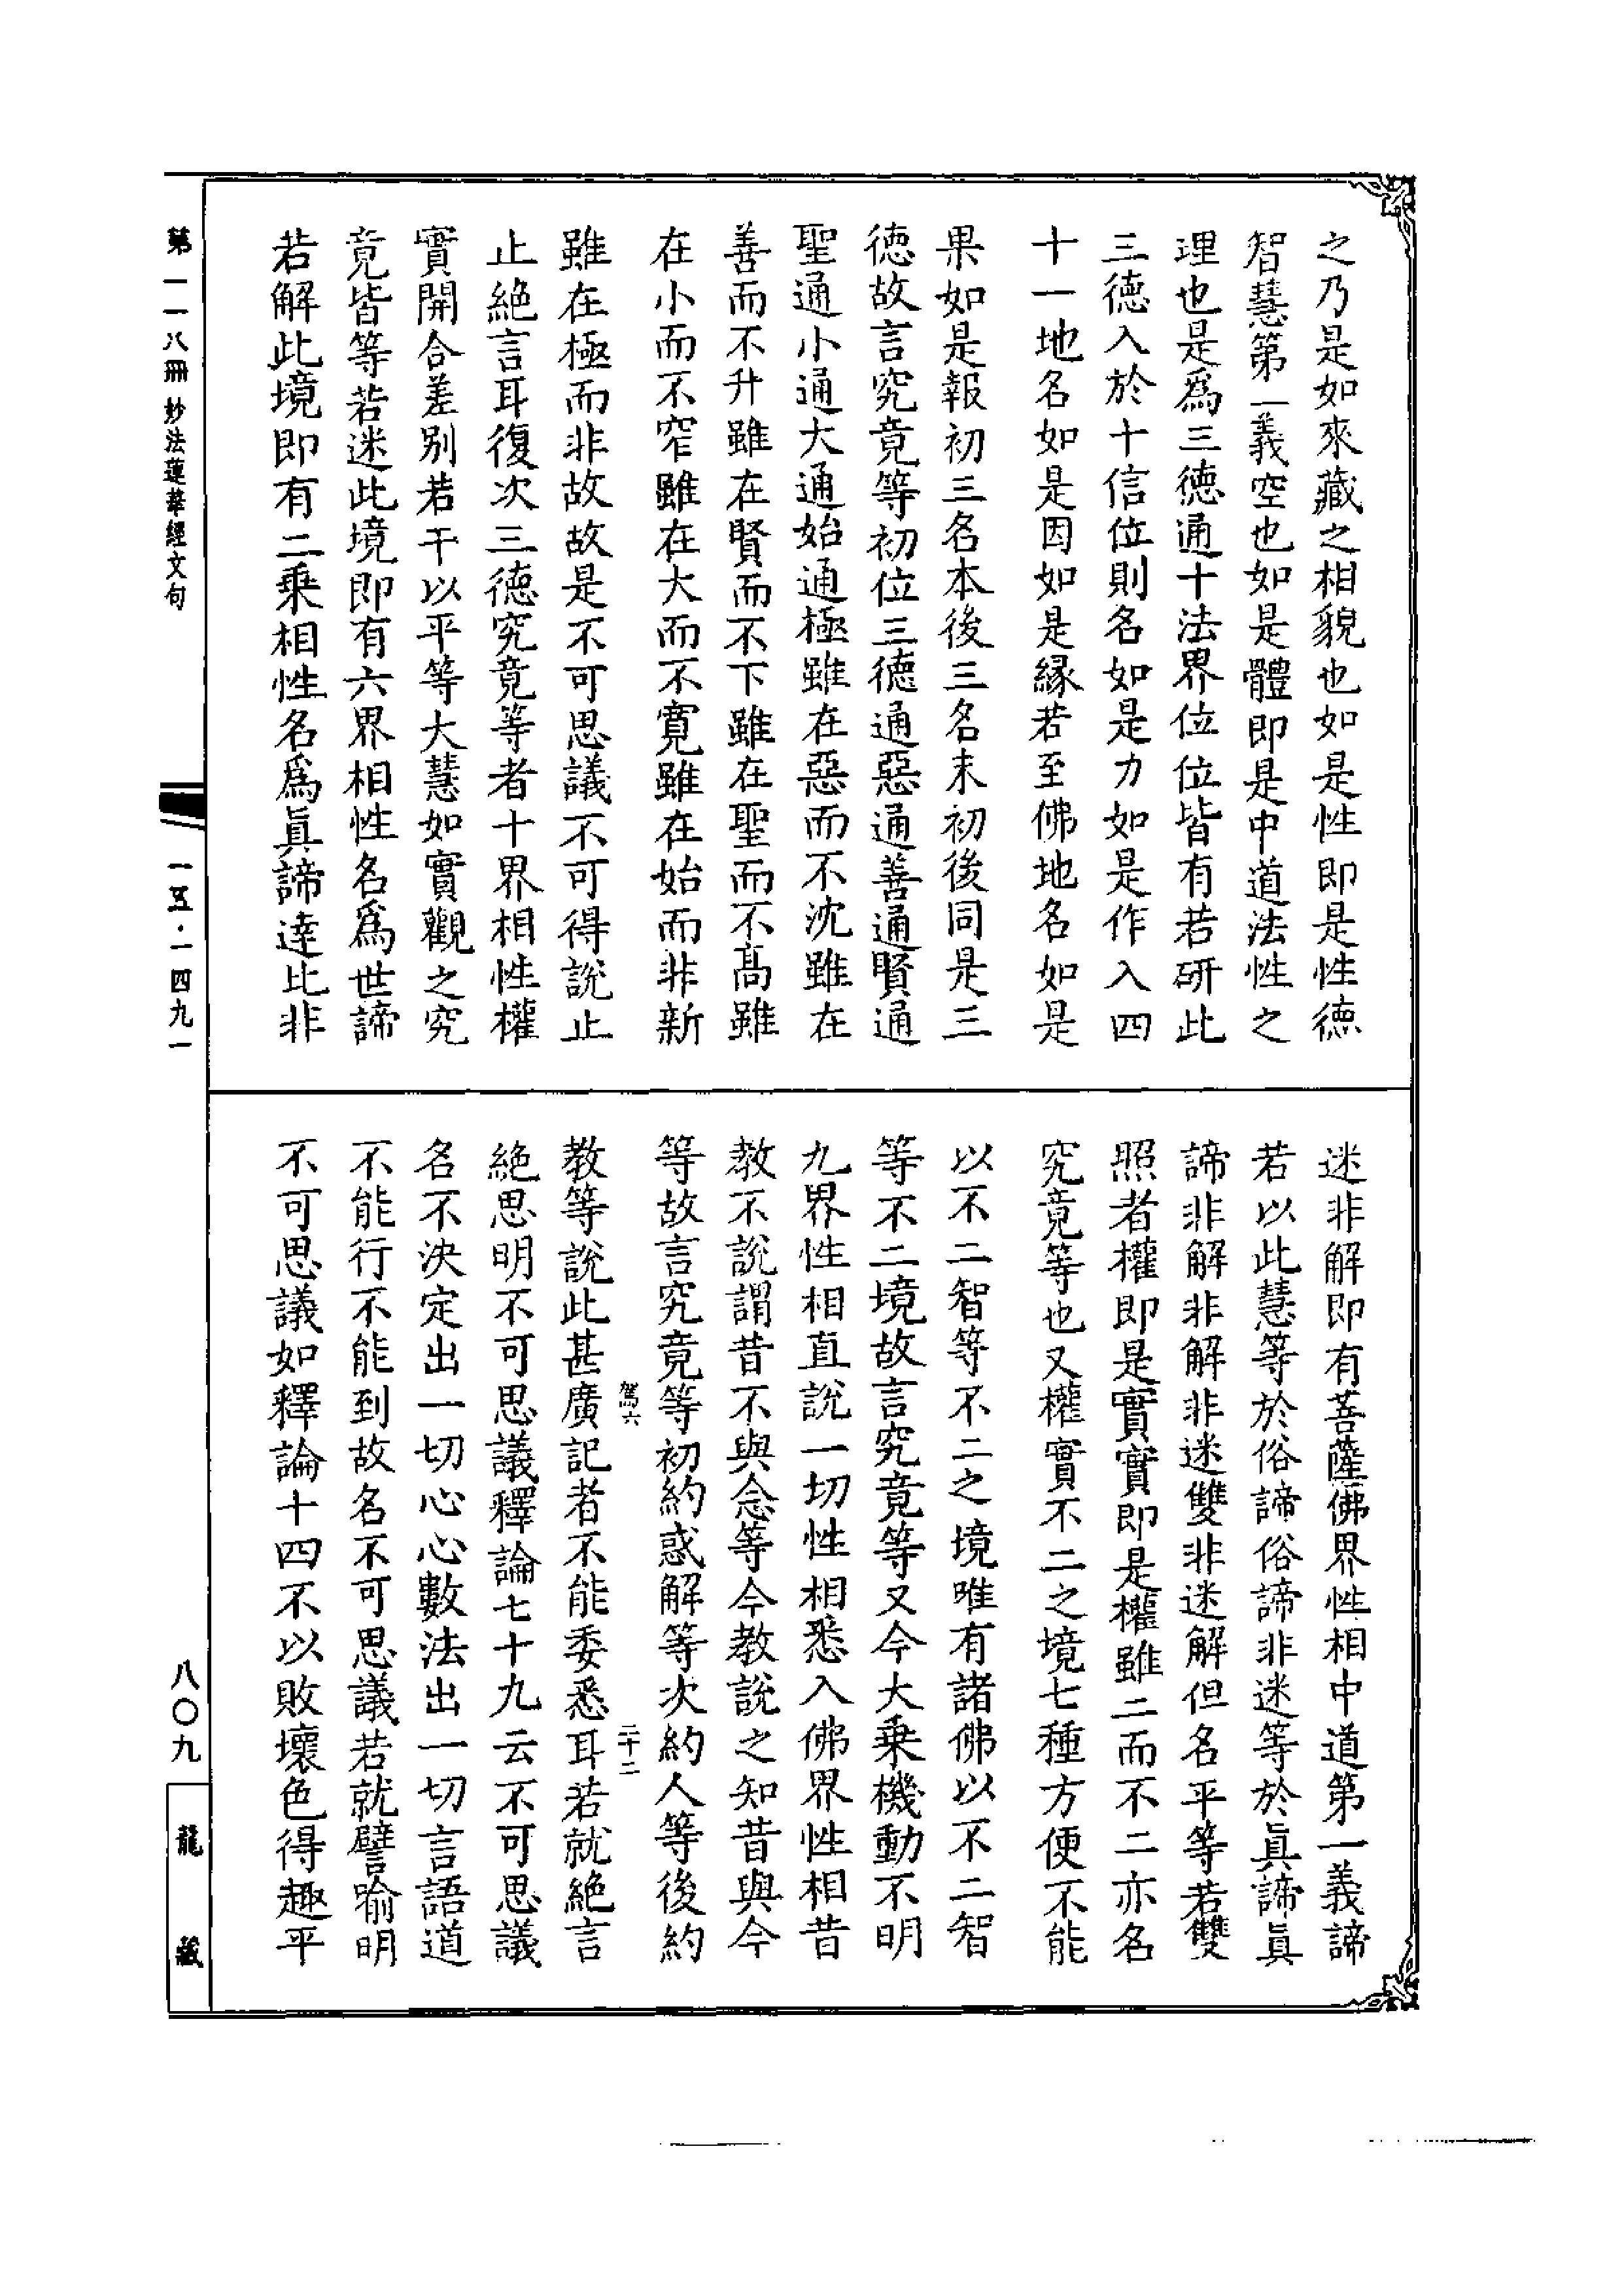 之乃是如來藏之相貌也如是性即是性德
智慧第一義空也如是體即是中道法性之
理也是爲三德通十法界位位皆有若研此
三德入於十信位則名如是力如是作入四
十一地名如是因如是緣若至佛地名如是
果如是報初三名本後三名末初後同是三
德故言究竟等初位三德通惡通善通賢通
聖通小通大通始通極雖在惡而不沈雖在
善而不升雖在賢而不下雖在聖而不高雖
在小而不窄雖在大而不寬雖在始而非新
雖在極而非故故是不可思議不可得說止
止絕言耳復次三德究竟等者十界相性權
實開合差别若干以平等大慧如實觀之究
竟皆等若迷此境即有六界相性名爲世諦
若解此境即有二乘相性名爲眞諦達比非
迷非解即有菩薩佛界性相中道第一義諦
若以此慧等於俗諦俗諦非迷等於眞諦眞
諦非解非解非迷雙非迷解但名平等若雙
照者權即是實實即是權雖二而不二亦名
究竟等也又權實不二之境七種方便不能
以不二智等不二之境唯有諸佛以不二智
等不二境故言究竟等又今大乘機動不明
九界性相直說一切性相悉入佛界性相昔
教不說謂昔不與今等今教說之知昔與今
等故言究竟等初約惑解等次約人等後約
駕六
二十二
教等說此甚廣記者不能委悉耳若就絕言
絕思明不可思議釋論七十九云不可思議
名不決定出一切心心數法出一切言語道
不能行不能到故名不可思議若就譬喻明
不可思議如釋論十四不以敗壞色得趣平
第一一八冊 妙法蓮華經文句
一五·一四九一
八〇九
龍藏